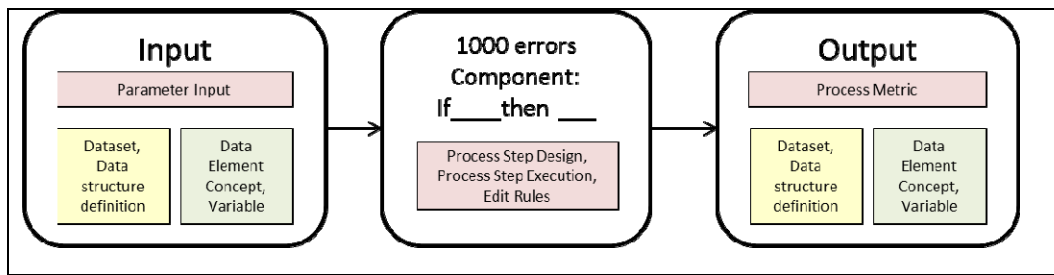 Input
Parameter Input
Dataset,
Data
structure
definition
Data
Element
Concept,
Variable
1000 errors
Component:
If____then ___
Process Step Design,
Process Step Execution,
Edit Rules
Output
Process Metric
Dataset,
Data
structure
definition
Data
Element
Concept,
Variable